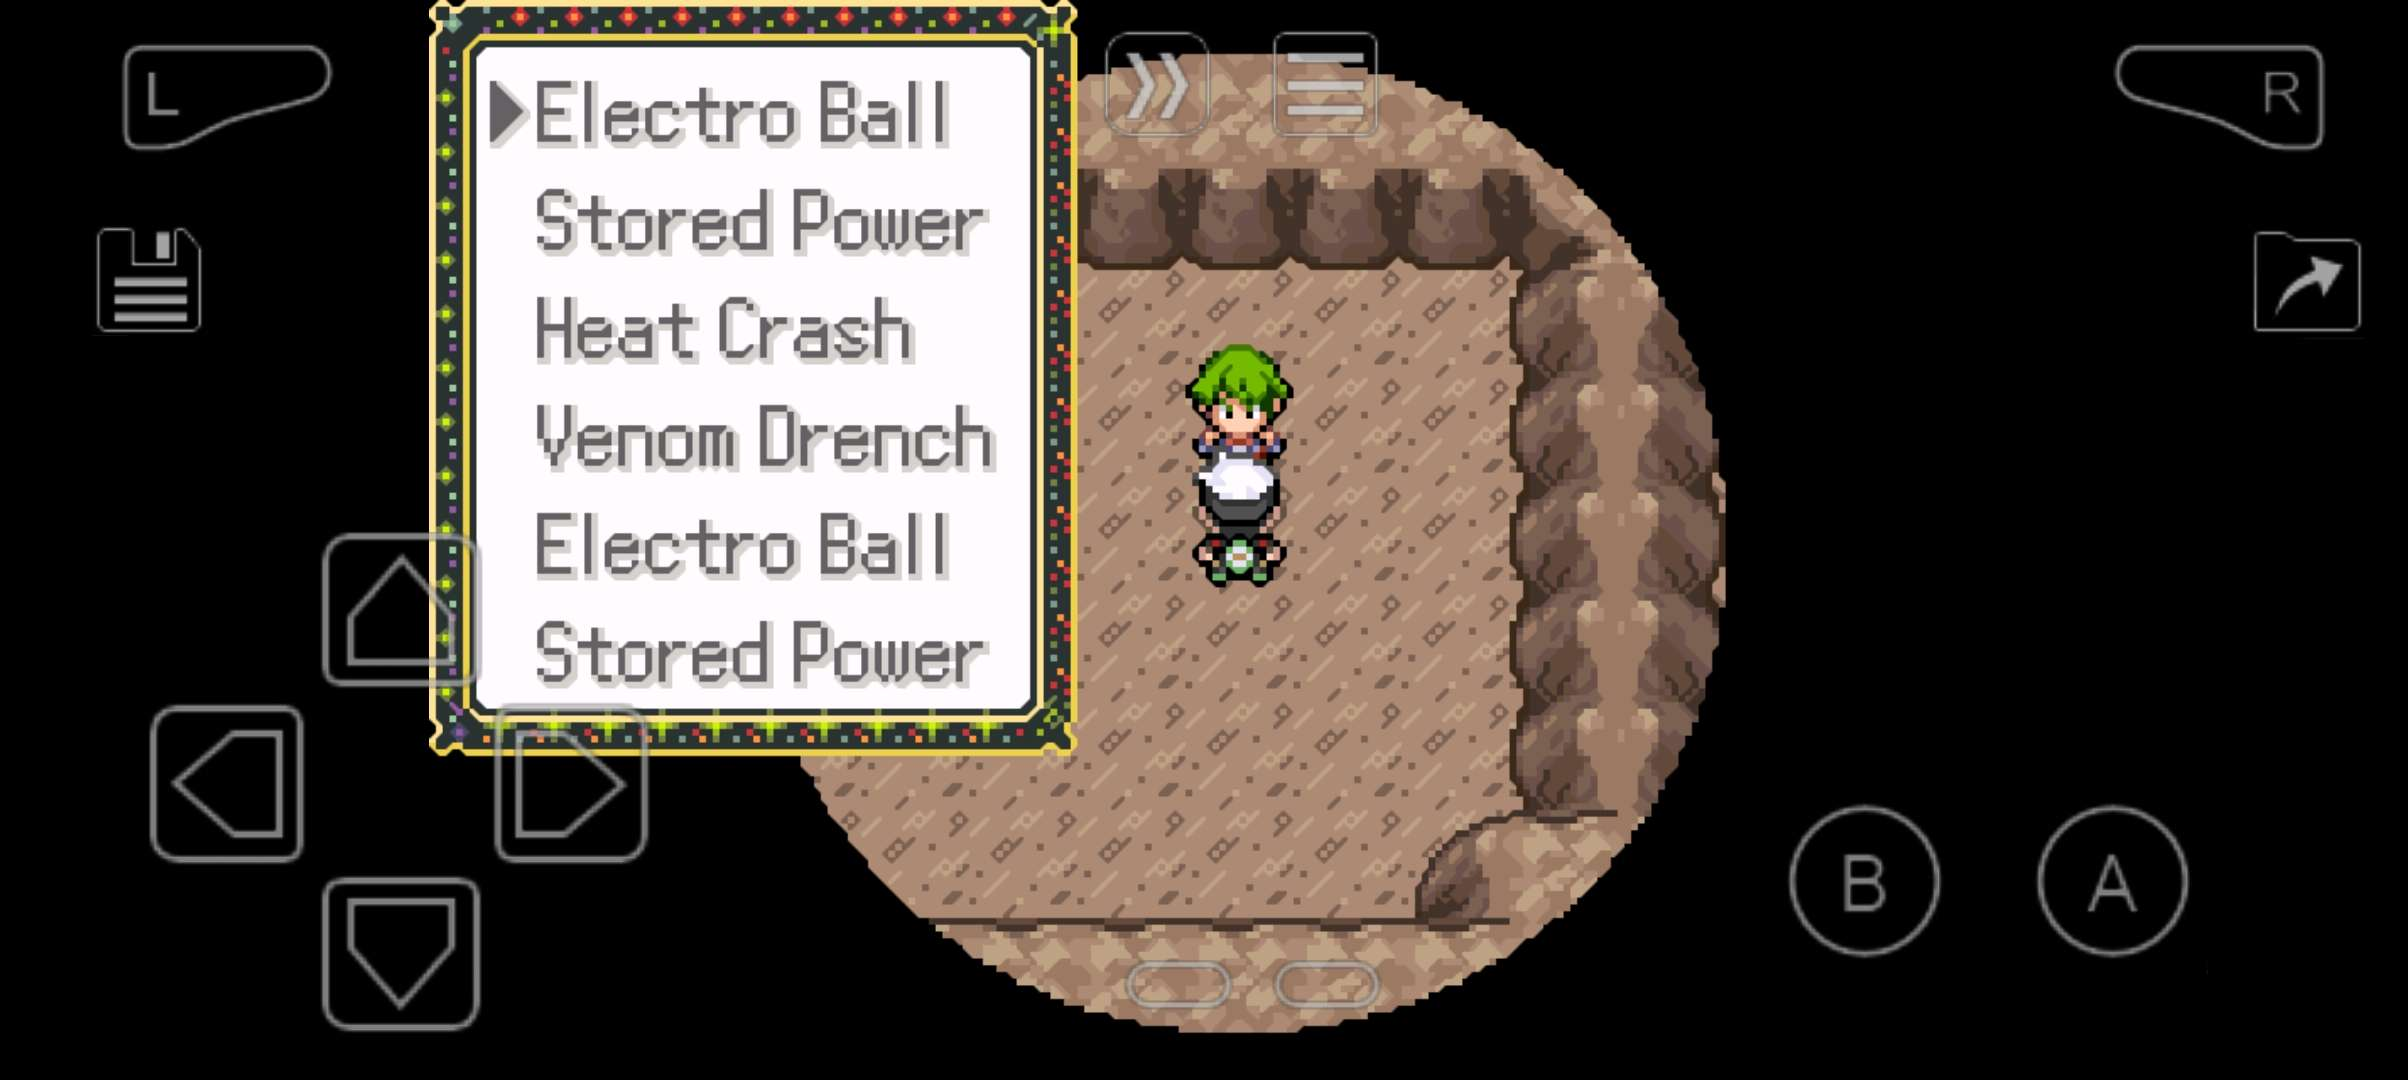 L
R
Electro Ball
Stored Power
Heat Crash
Venom Drench
Electro Ball
Stored Power
B
A